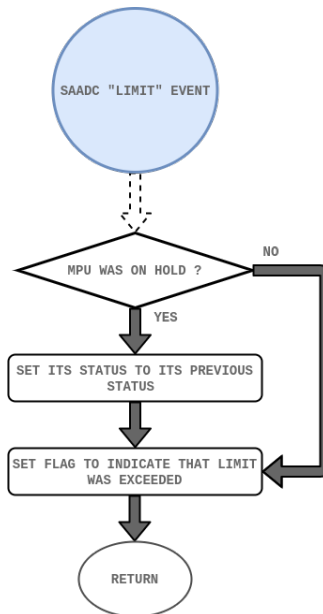 SAADC "LIMIT" EVENT
MPU WAS ON HOLD ?
NO
YES
SET ITS STATUS TO ITS PREVIOUS
STATUS
SET FLAG TO INDICATE THAT LIMIT
WAS EXCEEDED
RETURN